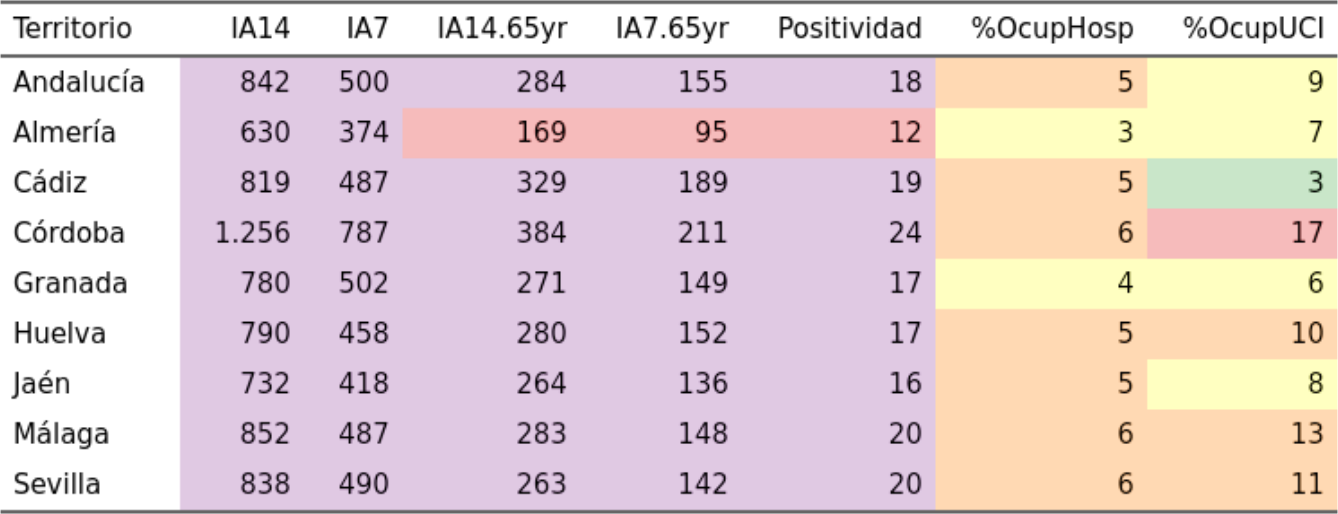 Territorio IA14 IA7 IA14.65yr IA7.65yr Positividad %OcupHosp %OcupUCI
Andalucía 842 500 284 155 18 5 9
Almería 630 374 169 95 12 3 7
Cádiz 819 487 329 189 19 5 3
Córdoba 1.256 787 384 211 24 6 17
Granada 780 502 271 149 17 4 6
Huelva 790 458 280 152 17 5 10
Jaén 732 418 264 136 16 5 8
Málaga 852 487 283 148 20 6 13
Sevilla 838 490 263 142 20 6 11